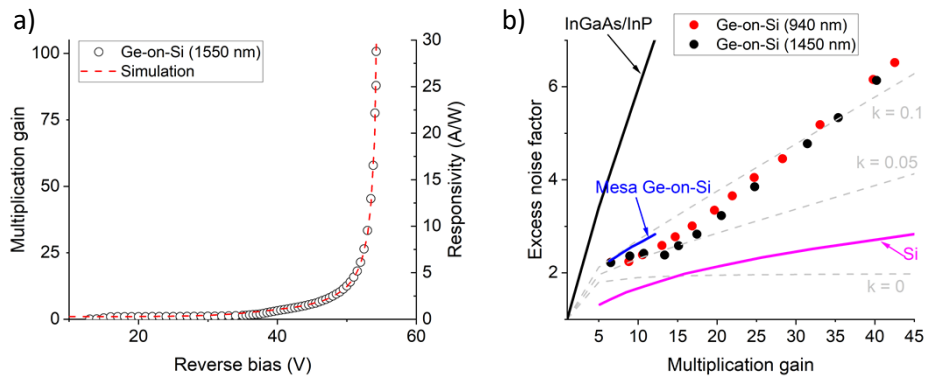 a)
100
75
50
25
0
Multiplication gain
Ge-on-Si (1550 nm)
Simulation
30
25
20
15
10
5
0
Responsivity (A/W)
20
40
60
Reverse bias (V)
b)
InGaAs/InP
Ge-on-Si (940 nm)
Ge-on-Si (1450 nm)
6
4
2
Excess noise factor
k = 0.1
k = 0.05
Mesa Ge-on-Si
Si
k = 0
1
5
10
15
20
25
30
35
40
45
Multiplication gain